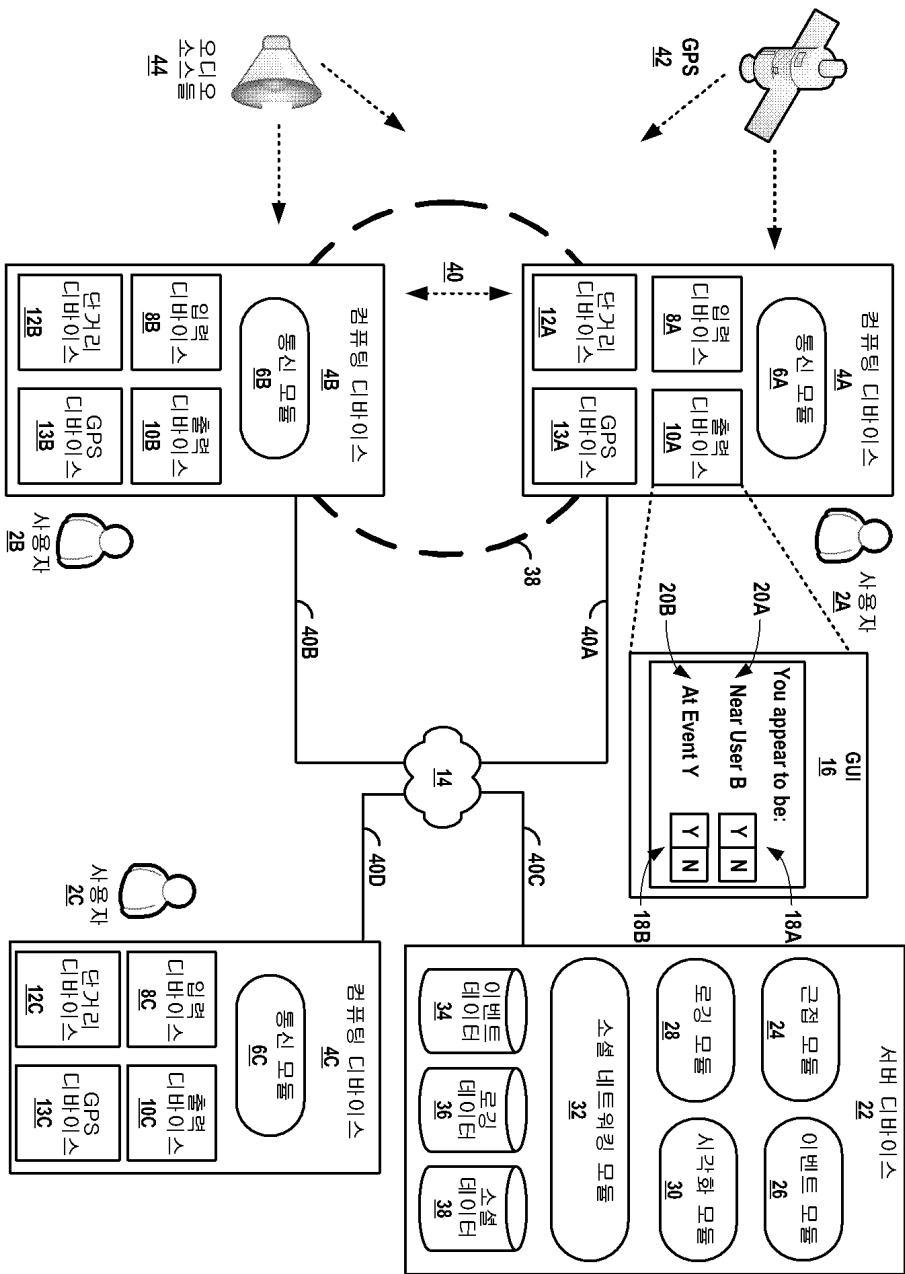 GPS
42
오디오
소스들
44
컴퓨팅 디바이스
4A
통신 모듈
6A
입력
디바이스
8A
출력
디바이스
10A
단거리
디바이스
12A
GPS
디바이스
13A
사용자
2A
40
컴퓨팅 디바이스
4B
통신 모듈
6B
입력
디바이스
8B
출력
디바이스
10B
단거리
디바이스
12B
GPS
디바이스
13B
사용자
2B
38
40A
40B
14
40C
40D
GUI
16
You appear to be:
Near User B
Y N
At Event Y
Y N
20A
20B
18A
18B
서버 디바이스
22
근접 모듈
24
이벤트 모듈
26
로깅 모듈
28
시각화 모듈
30
소셜 네트워킹 모듈
32
이벤트
데이터
34
로깅
데이터
36
소셜
데이터
38
사용자
2C
컴퓨팅 디바이스
4C
통신 모듈
6C
입력
디바이스
8C
출력
디바이스
10C
단거리
디바이스
12C
GPS
디바이스
13C